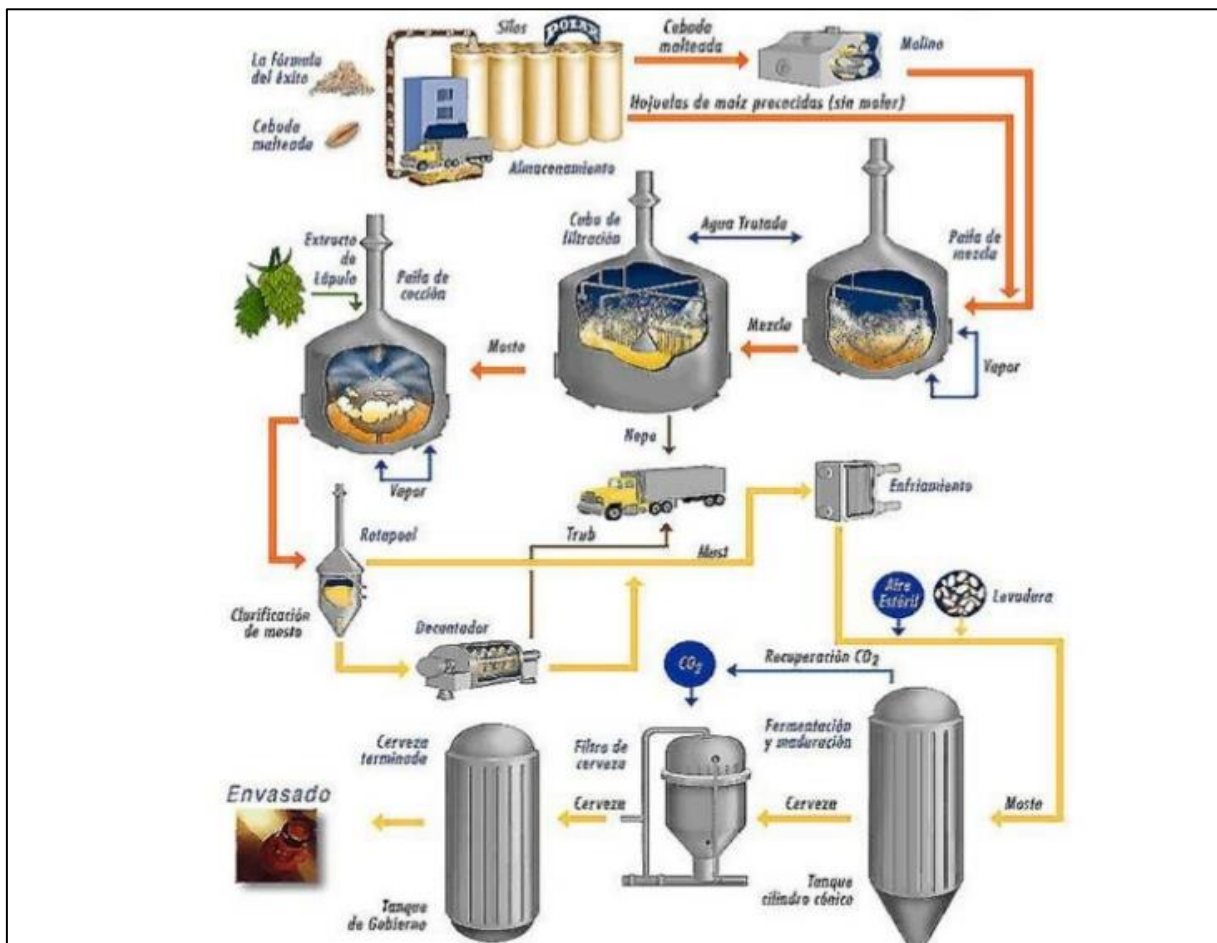 Silos
POLAR
Cebada
malteada
Molino
La Fórmula
del éxito
Hojuelas de maíz precocidas (sin moler)
Cebada
malteada
Almacenamiento
Cuba de
filtración
Agua Tratada
Paila de
mezcla
Extracto
de
Lúpulo
Paila de
cocción
Mezcla
Mosto
Vapor
Nepe
Vapor
Enfriamiento
Rotapool
Trub
Most
Aire
Estéril
Levadura
Clarificación
de mosto
Decantador
CO2
Recuperación CO2
Cerveza
terminada
Filtro de
cerveza
Fermentación
y maduración
Envasado
Cerveza
Cerveza
Mosto
Tanque
de Gobierno
Tanque
cilindro cónico